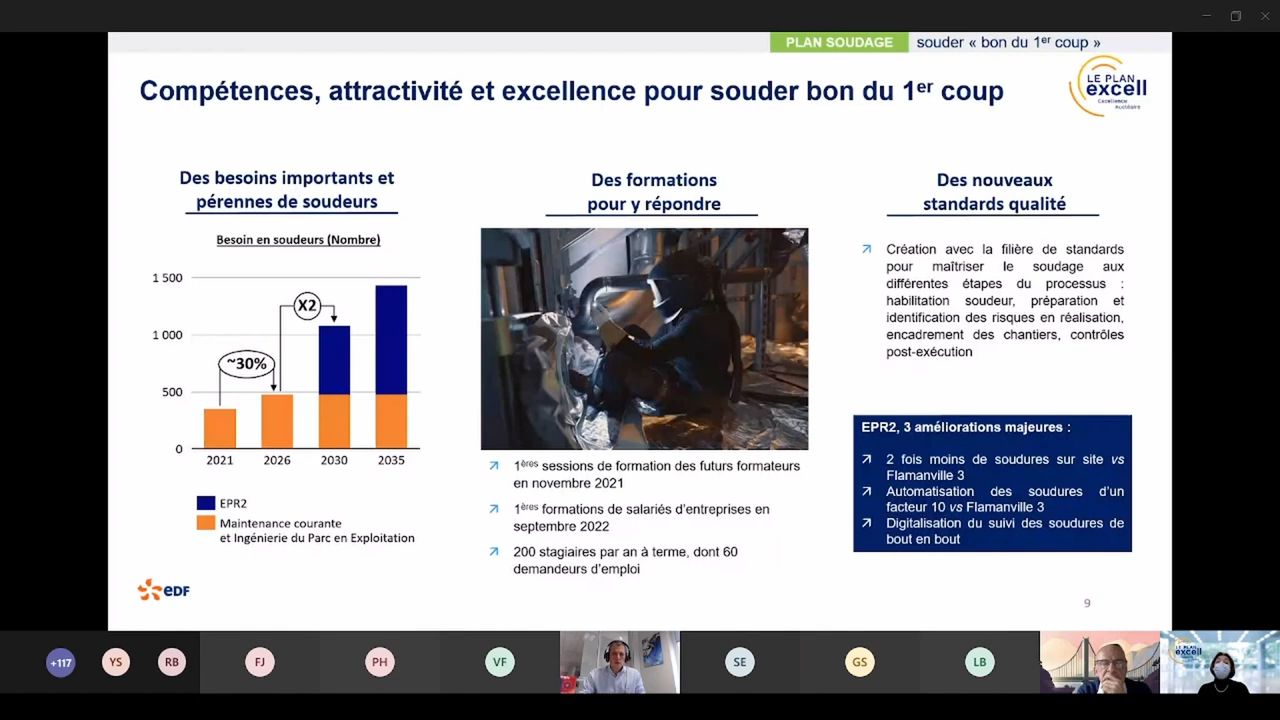 PLAN SOUDAGE souder « bon du 1er coup »
Compétences, attractivité et excellence pour souder bon du 1er coup
LE PLAN
excell
Excellence
nucléaire
Des besoins importants et
pérennes de soudeurs
Besoin en soudeurs (Nombre)
1 500
1 000
500
0
X2
~30%
2021 2026 2030 2035
EPR2
Maintenance courante
et Ingénierie du Parc en Exploitation
eDF
Des formations
pour y répondre
1ères sessions de formation des futurs formateurs
en novembre 2021
1ères formations de salariés d'entreprises en
septembre 2022
200 stagiaires par an à terme, dont 60
demandeurs d'emploi
Des nouveaux
standards qualité
Création avec la filière de standards
pour maîtriser le soudage aux
différentes étapes du processus :
habilitation soudeur, préparation et
identification des risques en réalisation,
encadrement des chantiers, contrôles
post-exécution
EPR2, 3 améliorations majeures :
2 fois moins de soudures sur site vs
Flamanville 3
Automatisation des soudures d'un
facteur 10 vs Flamanville 3
Digitalisation du suivi des soudures de
bout en bout
9
+117 YS RB FJ PH VF SE GS LB
LE PLAN
excell